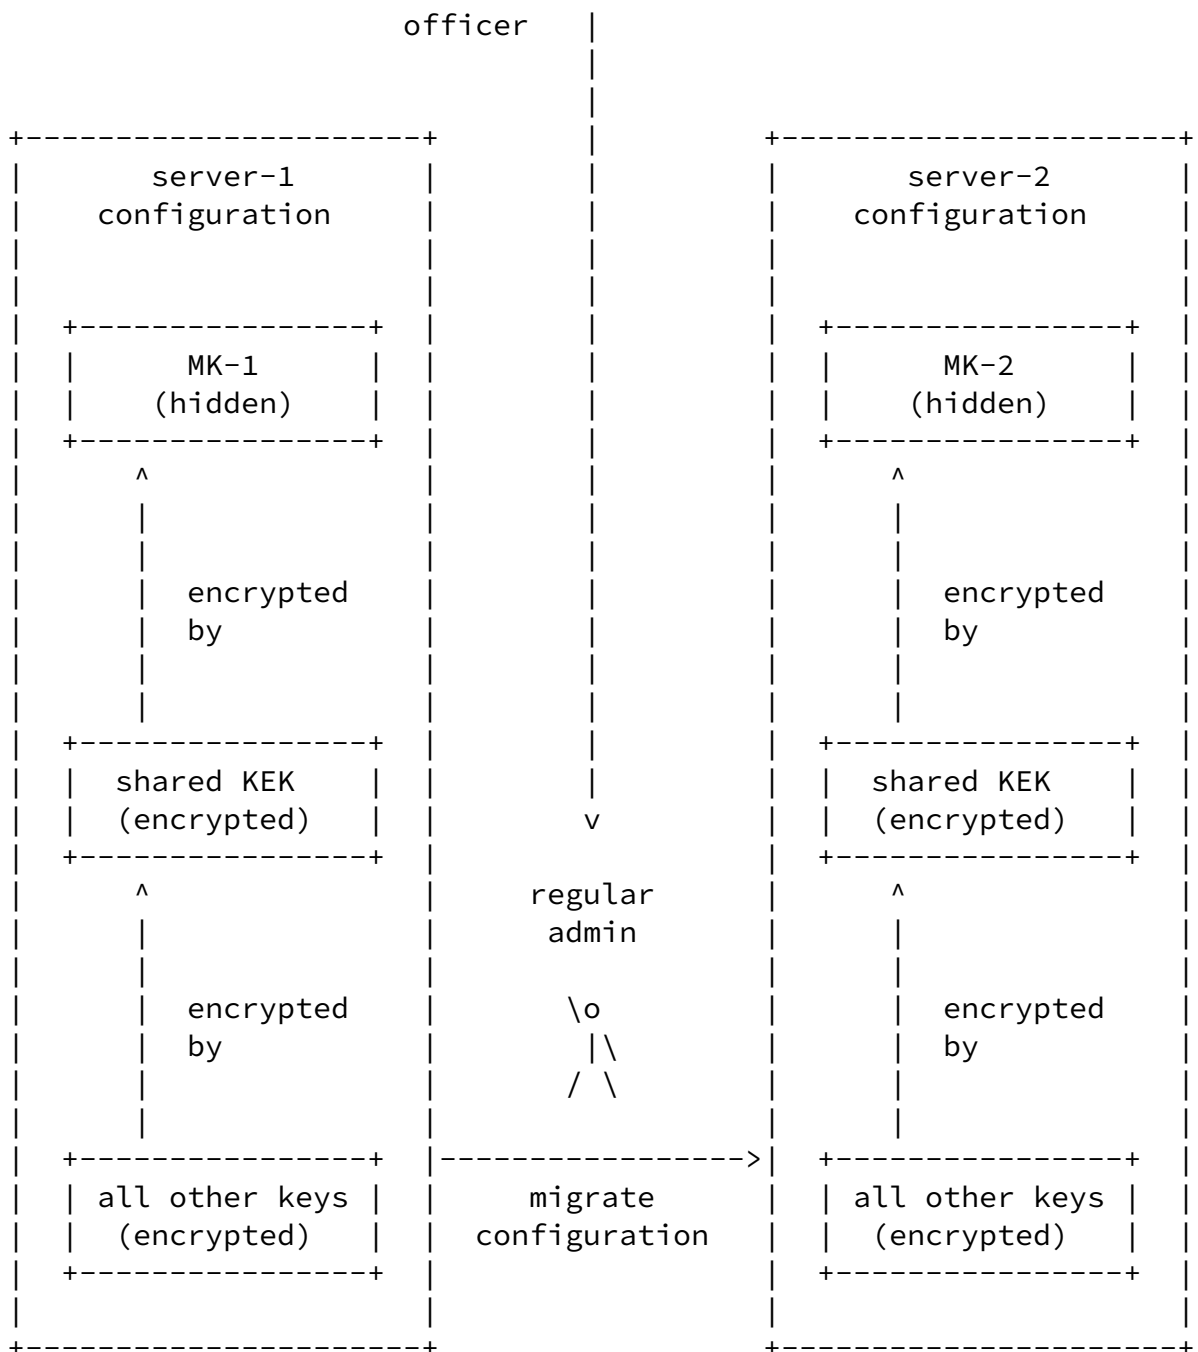 officer
server-1 server-2
configuration configuration
MK-1 MK-2
(hidden) (hidden)
encrypted encrypted
by by
shared KEK shared KEK
(encrypted) (encrypted)
regular
admin
encrypted encrypted
by by
all other keys migrate all other keys
(encrypted) configuration (encrypted)